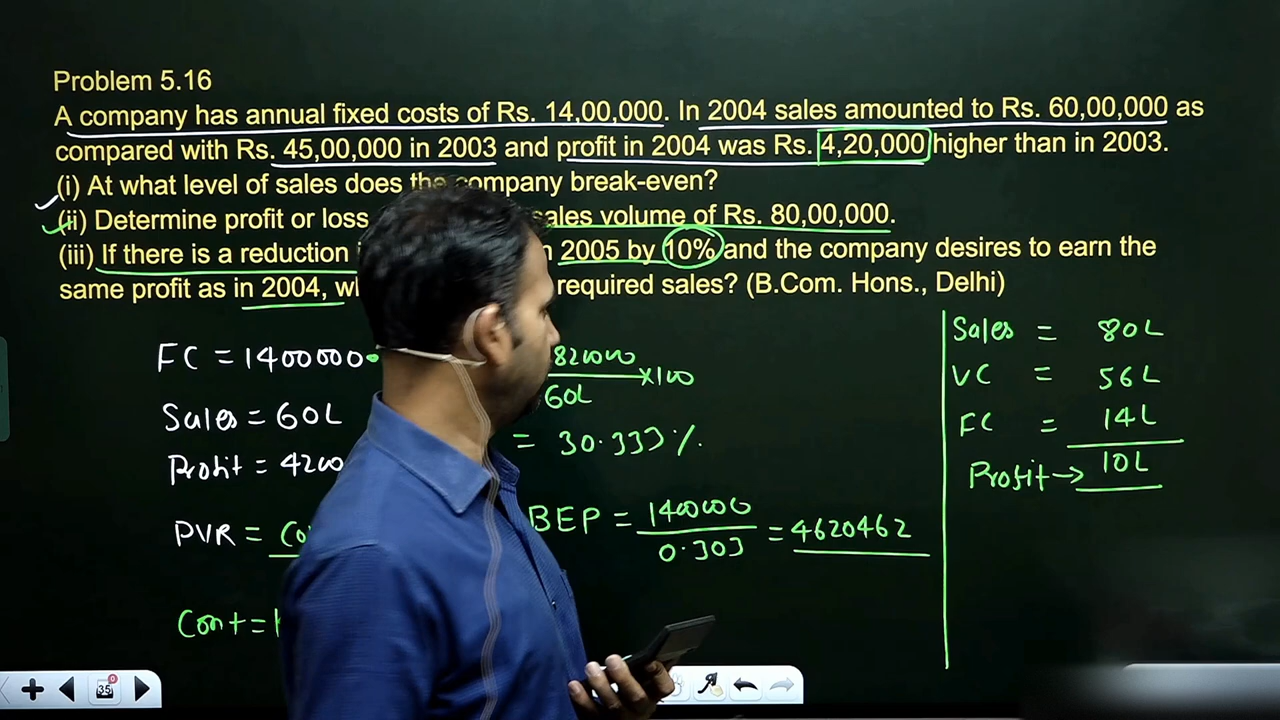 Problem 5.16
A company has annual fixed costs of Rs. 14,00,000. In 2004 sales amounted to Rs. 60,00,000 as
compared with Rs. 45,00,000 in 2003 and profit in 2004 was Rs. 4,20,000 higher than in 2003.
(i) At what level of sales does the company break-even?
(ii) Determine profit or loss sales volume of Rs. 80,00,000.
(iii) If there is a reduction 2005 by 10% and the company desires to earn the
same profit as in 2004, required sales? (B.Com. Hons., Delhi)
FC = 1400000
Sales = 60L
Profit = 4200
PVR = Co
Cont =
820000
60L
×100
= 30.333%.
BEP = 1400000
0.303
= 4620462
Sales = 80L
VC = 56L
FC = 14L
Profit → 10L
35